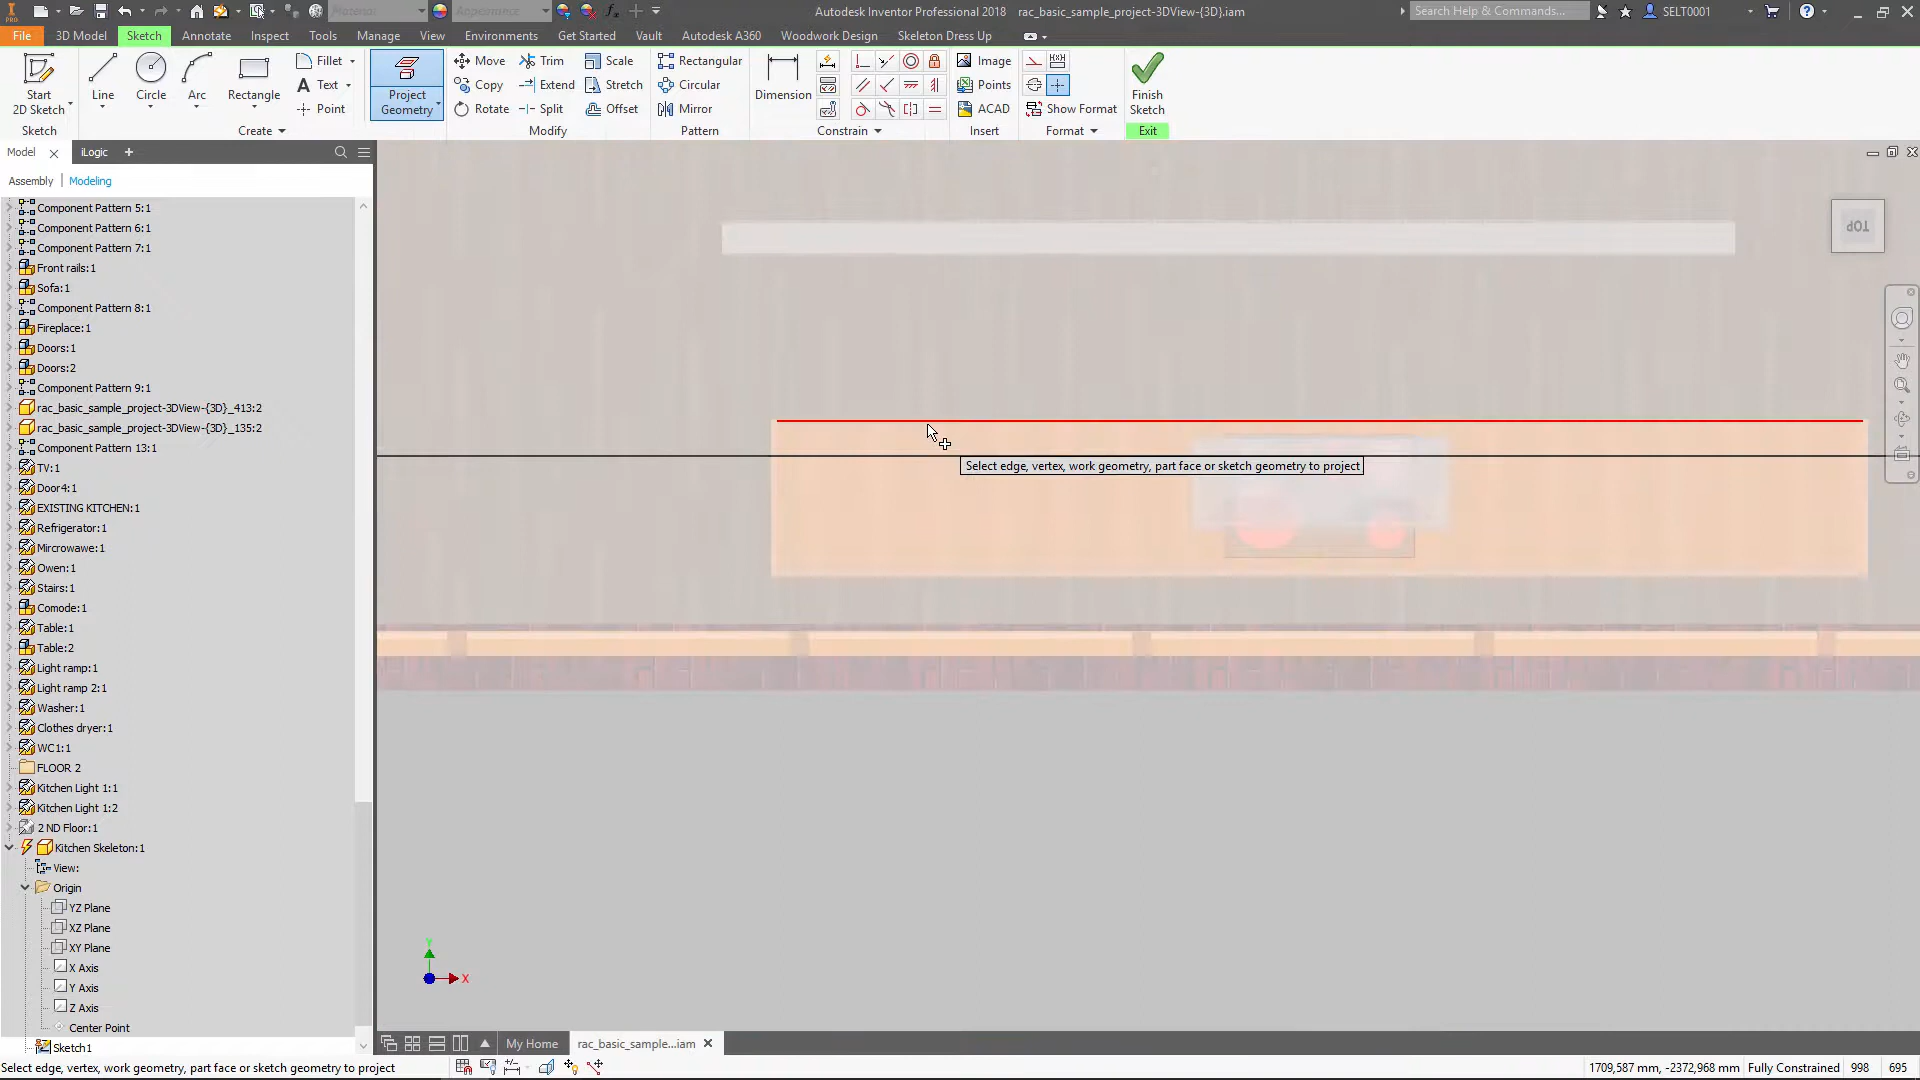 Material
Appearance
Autodesk Inventor Professional 2018 rac_basic_sample_project-3DView-{3D}.iam
Search Help & Commands...
SELT0001
PRO
File
3D Model
Sketch
Annotate
Inspect
Tools
Manage
View
Environments
Get Started
Vault
Autodesk A360
Woodwork Design
Skeleton Dress Up
Start
2D Sketch
Line
Circle
Arc
Rectangle
Fillet
Text
Point
Project
Geometry
Move
Copy
Rotate
Trim
Extend
Split
Scale
Stretch
Offset
Rectangular
Circular
Mirror
Dimension
Image
Points
ACAD
Show Format
Finish
Sketch
Sketch
Create
Modify
Pattern
Constrain
Insert
Format
Exit
Model
iLogic
Assembly
Modeling
Component Pattern 5:1
Component Pattern 6:1
Component Pattern 7:1
Front rails:1
Sofa:1
Component Pattern 8:1
Fireplace:1
Doors:1
Doors:2
Component Pattern 9:1
rac_basic_sample_project-3DView-{3D}_413:2
rac_basic_sample_project-3DView-{3D}_135:2
Component Pattern 13:1
TV:1
Door4:1
EXISTING KITCHEN:1
Refrigerator:1
Mircrowawe:1
Owen:1
Stairs:1
Comode:1
Table:1
Table:2
Light ramp:1
Light ramp 2:1
Washer:1
Clothes dryer:1
WC1:1
FLOOR 2
Kitchen Light 1:1
Kitchen Light 1:2
2 ND Floor:1
Kitchen Skeleton:1
View:
Origin
YZ Plane
XZ Plane
XY Plane
X Axis
Y Axis
Z Axis
Center Point
Sketch1
TOP
Select edge, vertex, work geometry, part face or sketch geometry to project
Y
X
My Home
rac_basic_sample...iam
Select edge, vertex, work geometry, part face or sketch geometry to project
1709,587 mm, -2372,968 mm
Fully Constrained
998
695